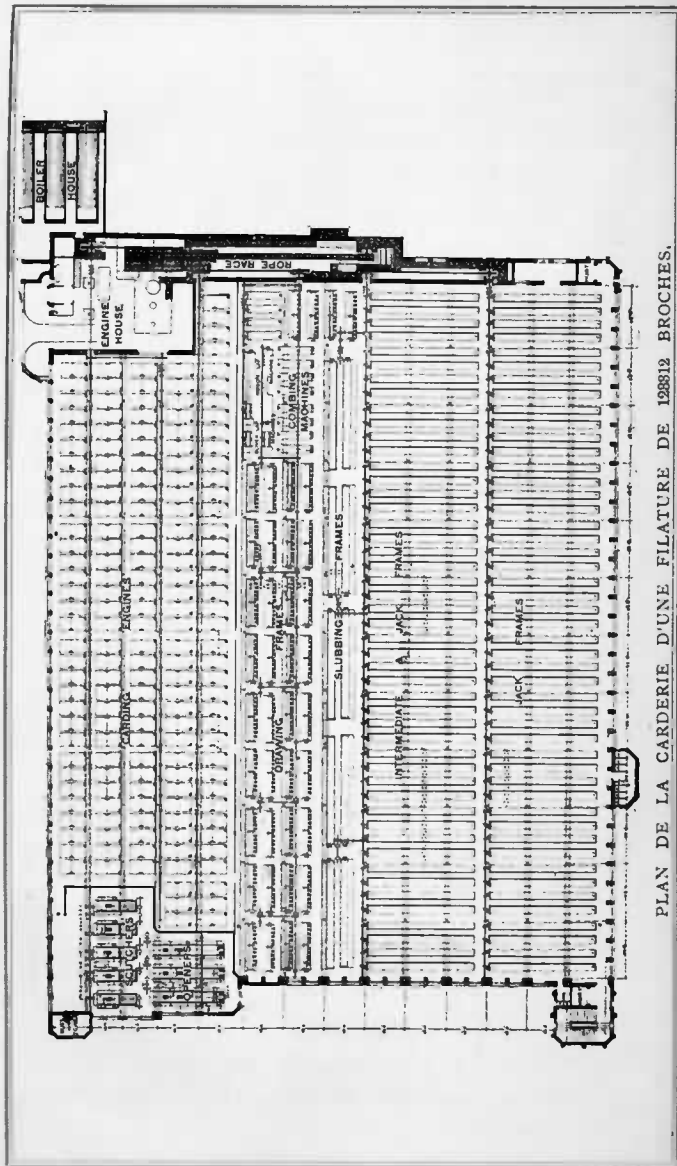 BOILER
HOUSE
ENGINE
HOUSE
ROPE RACE
CARDING ENGINES
COMBING
MACHINES
SCUTCHERS
OPENERS
DRAWING FRAMES
SLUBBING FRAMES
INTERMEDIATE JACK FRAMES
JACK FRAMES
PLAN DE LA CARDERIE D'UNE FILATURE DE 128812 BROCHES.